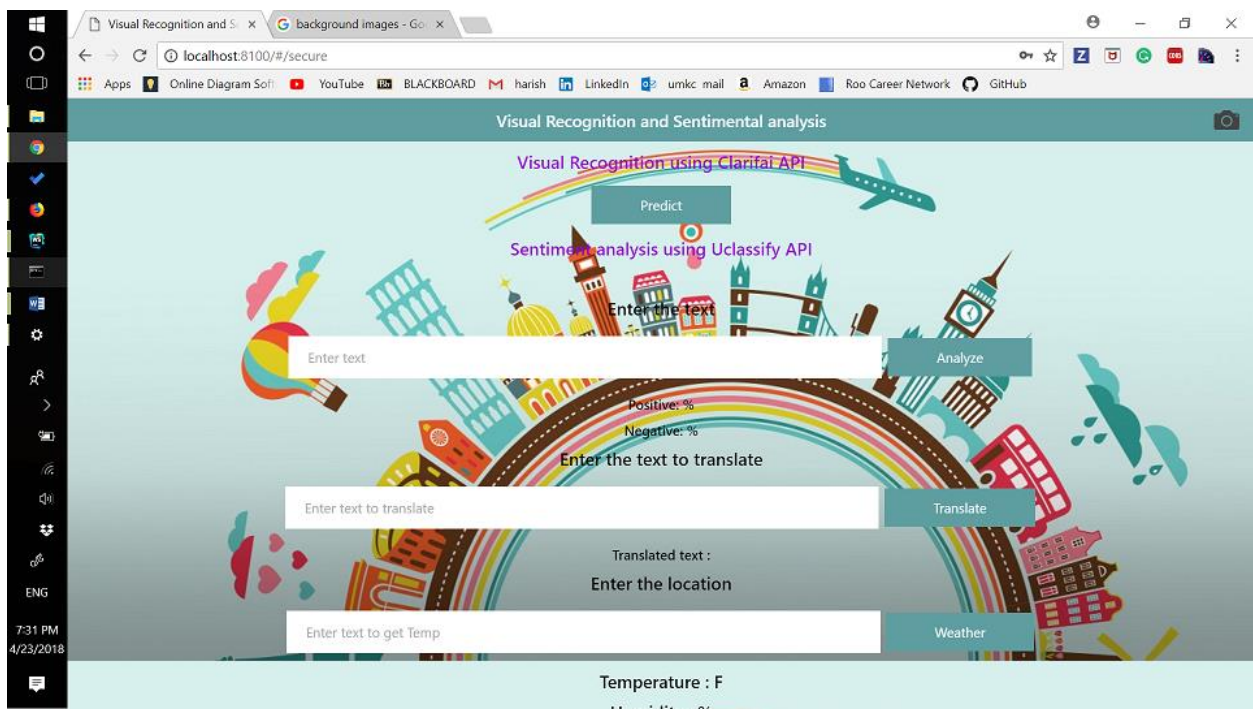 Visual Recognition and S
background images - Go
localhost:8100/#/secure
Apps
Online Diagram Soft
YouTube
Bb
BLACKBOARD
harish
LinkedIn
umkc mail
Amazon
Roo Career Network
GitHub
Visual Recognition and Sentimental analysis
Visual Recognition using Clarifai API
Predict
Sentiment analysis using Uclassify API
Enter the text
Enter text
Analyze
Positive: %
Negative: %
Enter the text to translate
Enter text to translate
Translate
Translated text :
Enter the location
Enter text to get Temp
Weather
Temperature : F
ENG
7:31 PM
4/23/2018